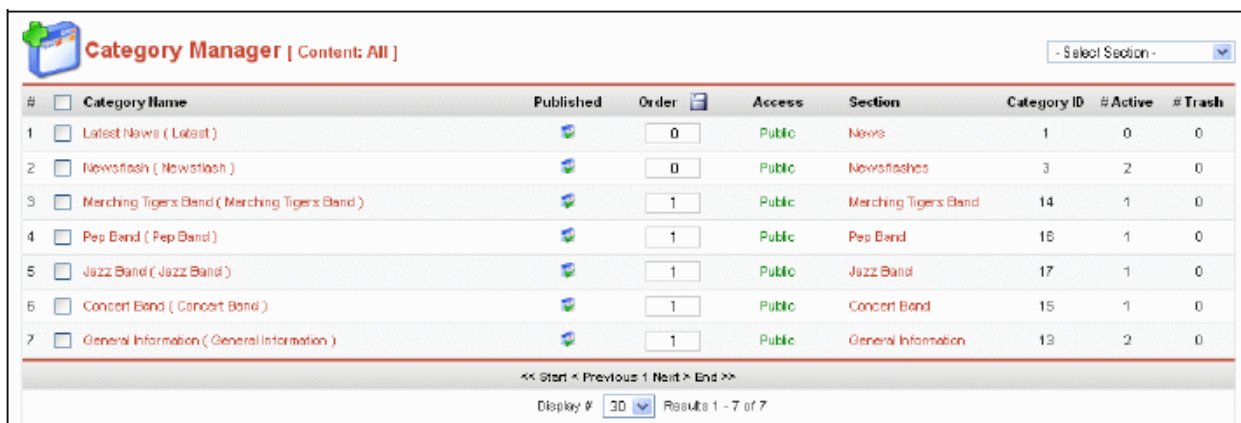 Category Manager [ Content: All ]
- Select Section -
# Category Name Published Order Access Section Category ID # Active # Trash
1 Latest News ( Latest ) 0 Public News 1 0 0
2 Newsflash ( Newsflash ) 0 Public Newsflashes 3 2 0
3 Marching Tigers Band ( Marching Tigers Band ) 1 Public Marching Tigers Band 14 1 0
4 Pep Band ( Pep Band ) 1 Public Pep Band 16 1 0
5 Jazz Band ( Jazz Band ) 1 Public Jazz Band 17 1 0
6 Concert Band ( Concert Band ) 1 Public Concert Band 15 1 0
7 General Information ( General Information ) 1 Public General Information 13 2 0
<< Start < Previous 1 Next > End >>
Display # 30 Results 1 - 7 of 7